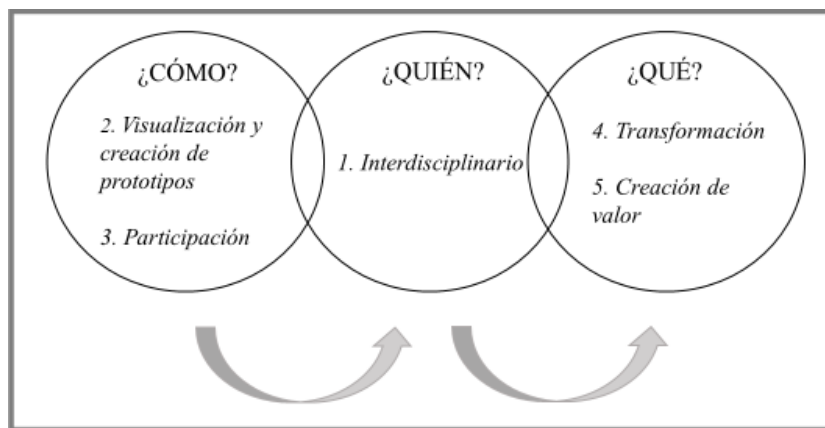 ¿CÓMO?
2. Visualización y
creación de
prototipos
3. Participación
¿QUIÉN?
1. Interdisciplinario
¿QUÉ?
4. Transformación
5. Creación de
valor